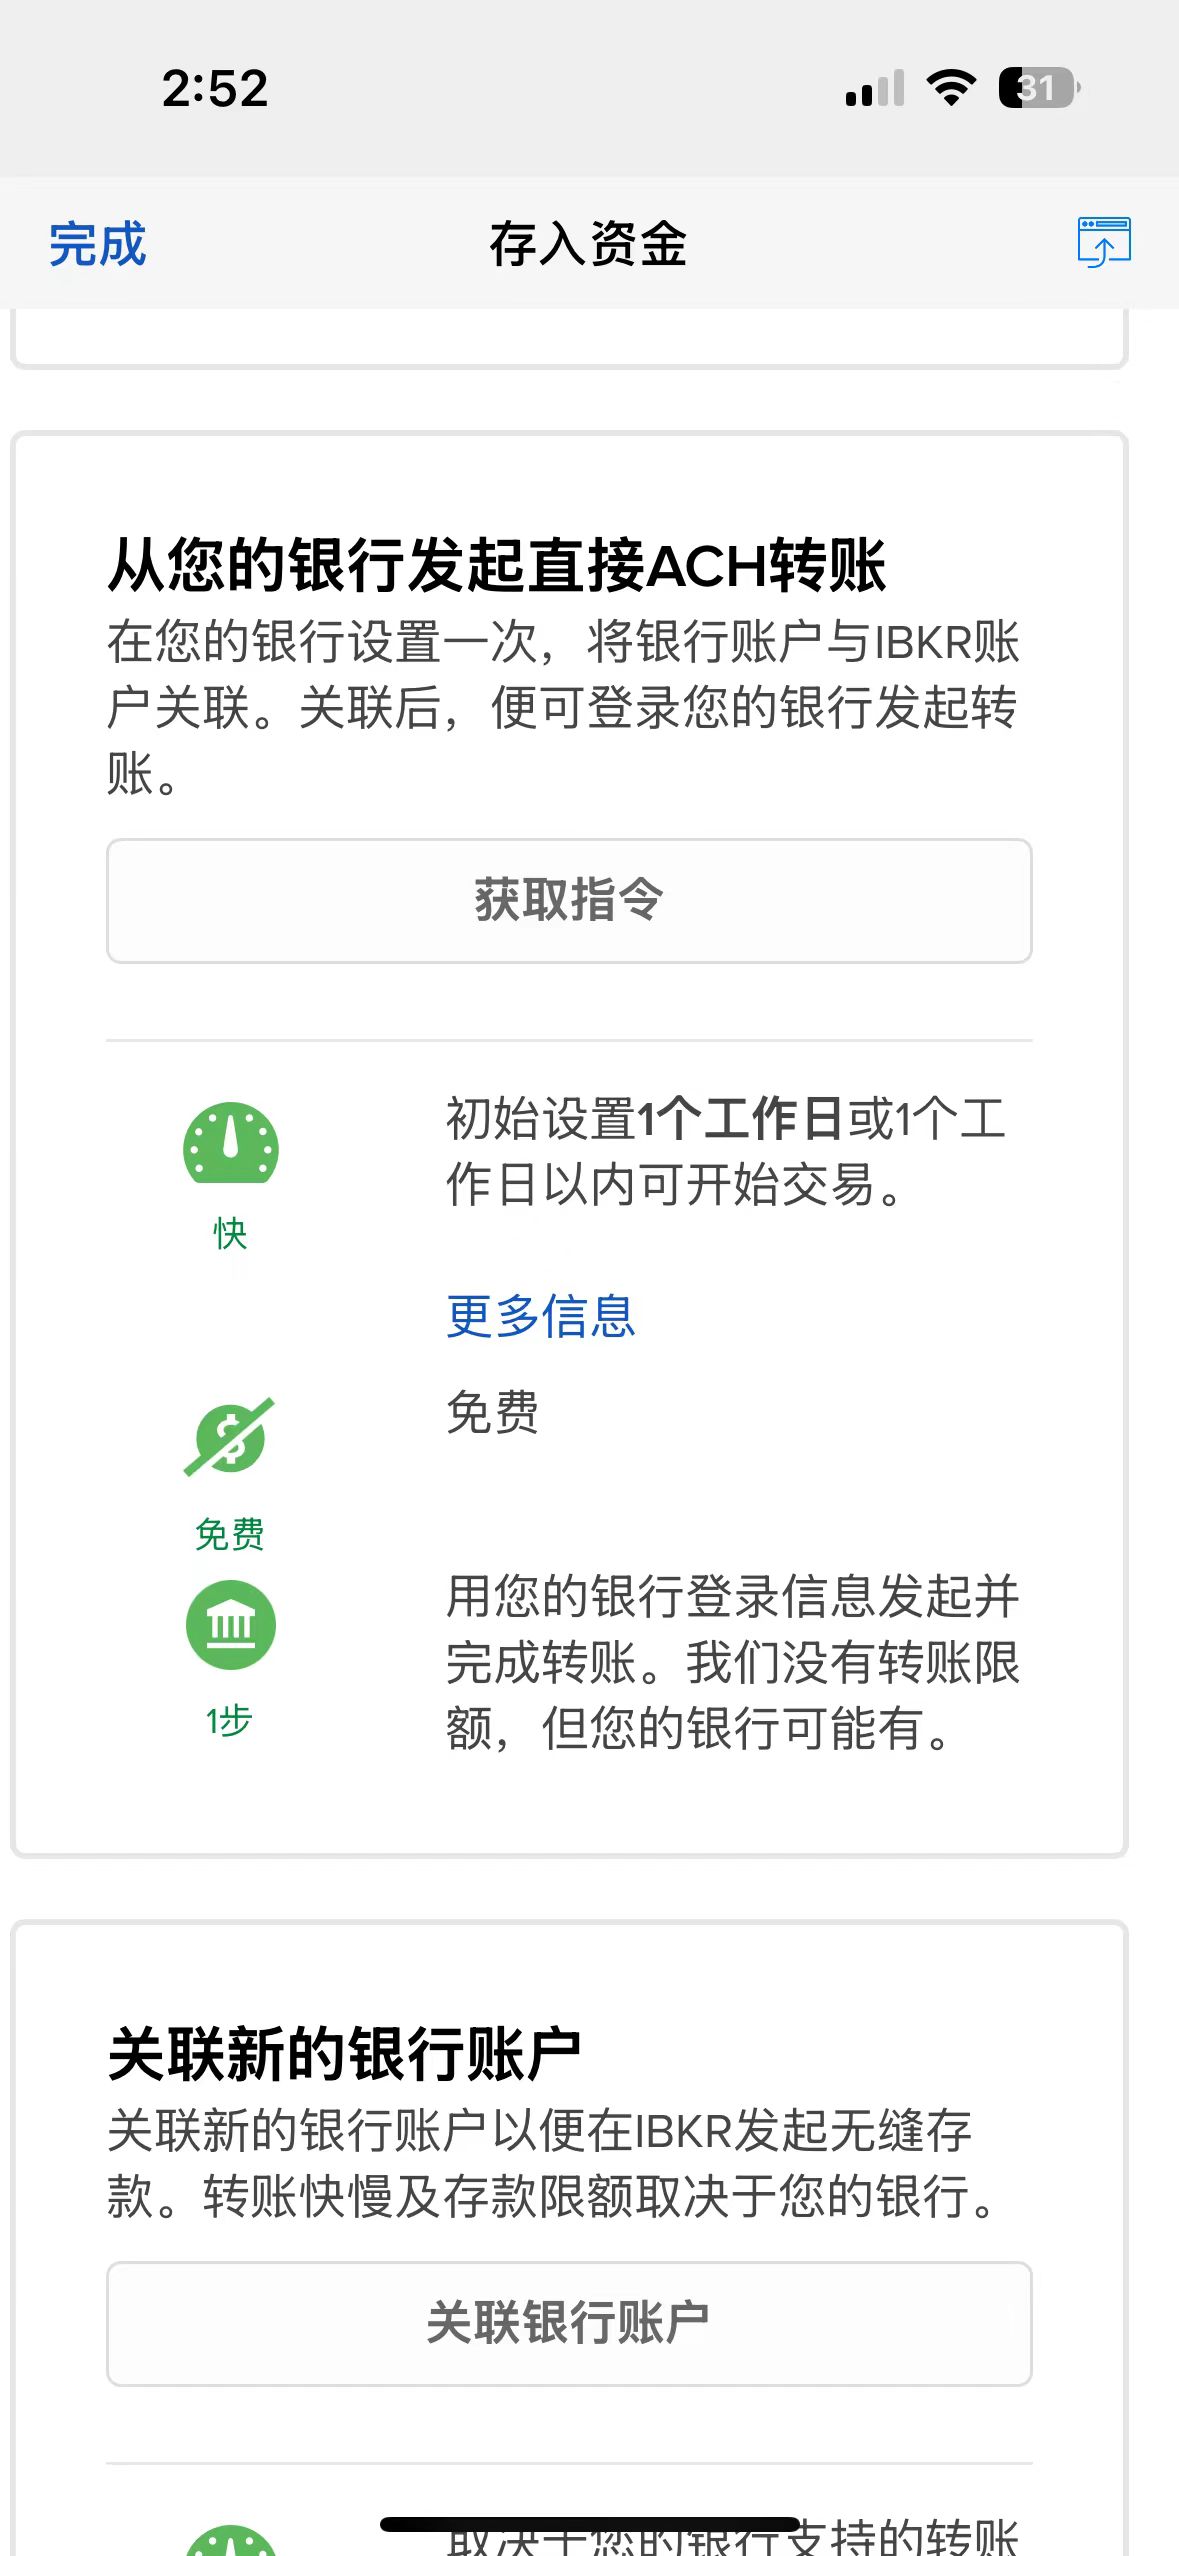 2:52
31
完成
存入资金
从您的银行发起直接ACH转账
在您的银行设置一次，将银行账户与IBKR账
户关联。关联后，便可登录您的银行发起转
账。
获取指令
初始设置1个工作日或1个工
作日以内可开始交易。
快
更多信息
免费
免费
用您的银行登录信息发起并
完成转账。我们没有转账限
额，但您的银行可能有。
1步
关联新的银行账户
关联新的银行账户以便在IBKR发起无缝存
款。转账快慢及存款限额取决于您的银行。
关联银行账户
取决于您的银行支持的转账